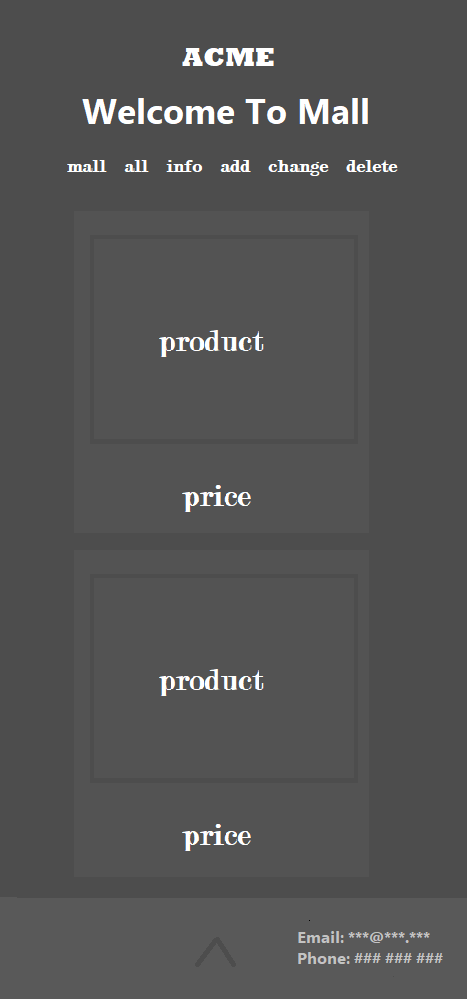 ACME
Welcome To Mall
mall all info add change delete
product
price
product
price
Email: ***@***.***
Phone: ### ### ###